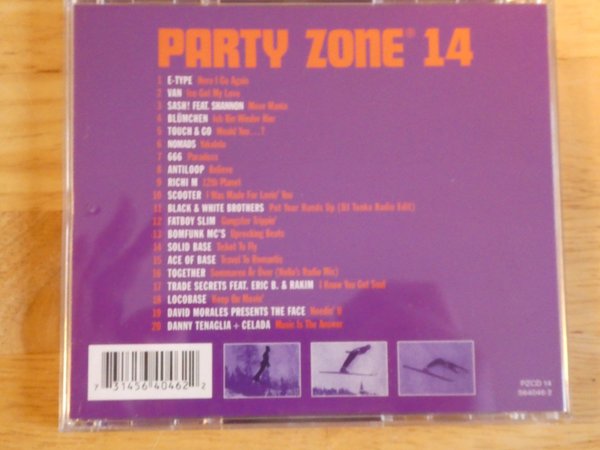 PARTY ZONE® 14
1 E-TYPE Here I Go Again
2 VAN Ice Got My Love
3 SASH! FEAT. SHANNON Move Mania
4 BLÜMCHEN Ich Bin Wieder Hier
5 TOUCH & GO Would You...?
6 NOMADS Yakalelo
7 666 Paradoxx
8 ANTILOOP Believe
9 RICHI M 12th Planet
10 SCOOTER I Was Made For Lovin' You
11 BLACK & WHITE BROTHERS Put Your Hands Up (DJ Tonka Radio Edit)
12 FATBOY SLIM Gangster Trippin'
13 BOMFUNK MC'S Uprocking Beats
14 SOLID BASE Ticket To Fly
15 ACE OF BASE Travel To Romantis
16 TOGETHER Sommaren Är Över (Radio Mix)
17 TRADE SECRETS FEAT. ERIC B. & RAKIM I Know You Got Soul
18 LOCOBASE Keep On Movin'
19 DAVID MORALES PRESENTS THE FACE Needin' U
20 DANNY TENAGLIA + CELADA Music Is The Answer
7 31456 40462 2
PZCD 14
564046 2